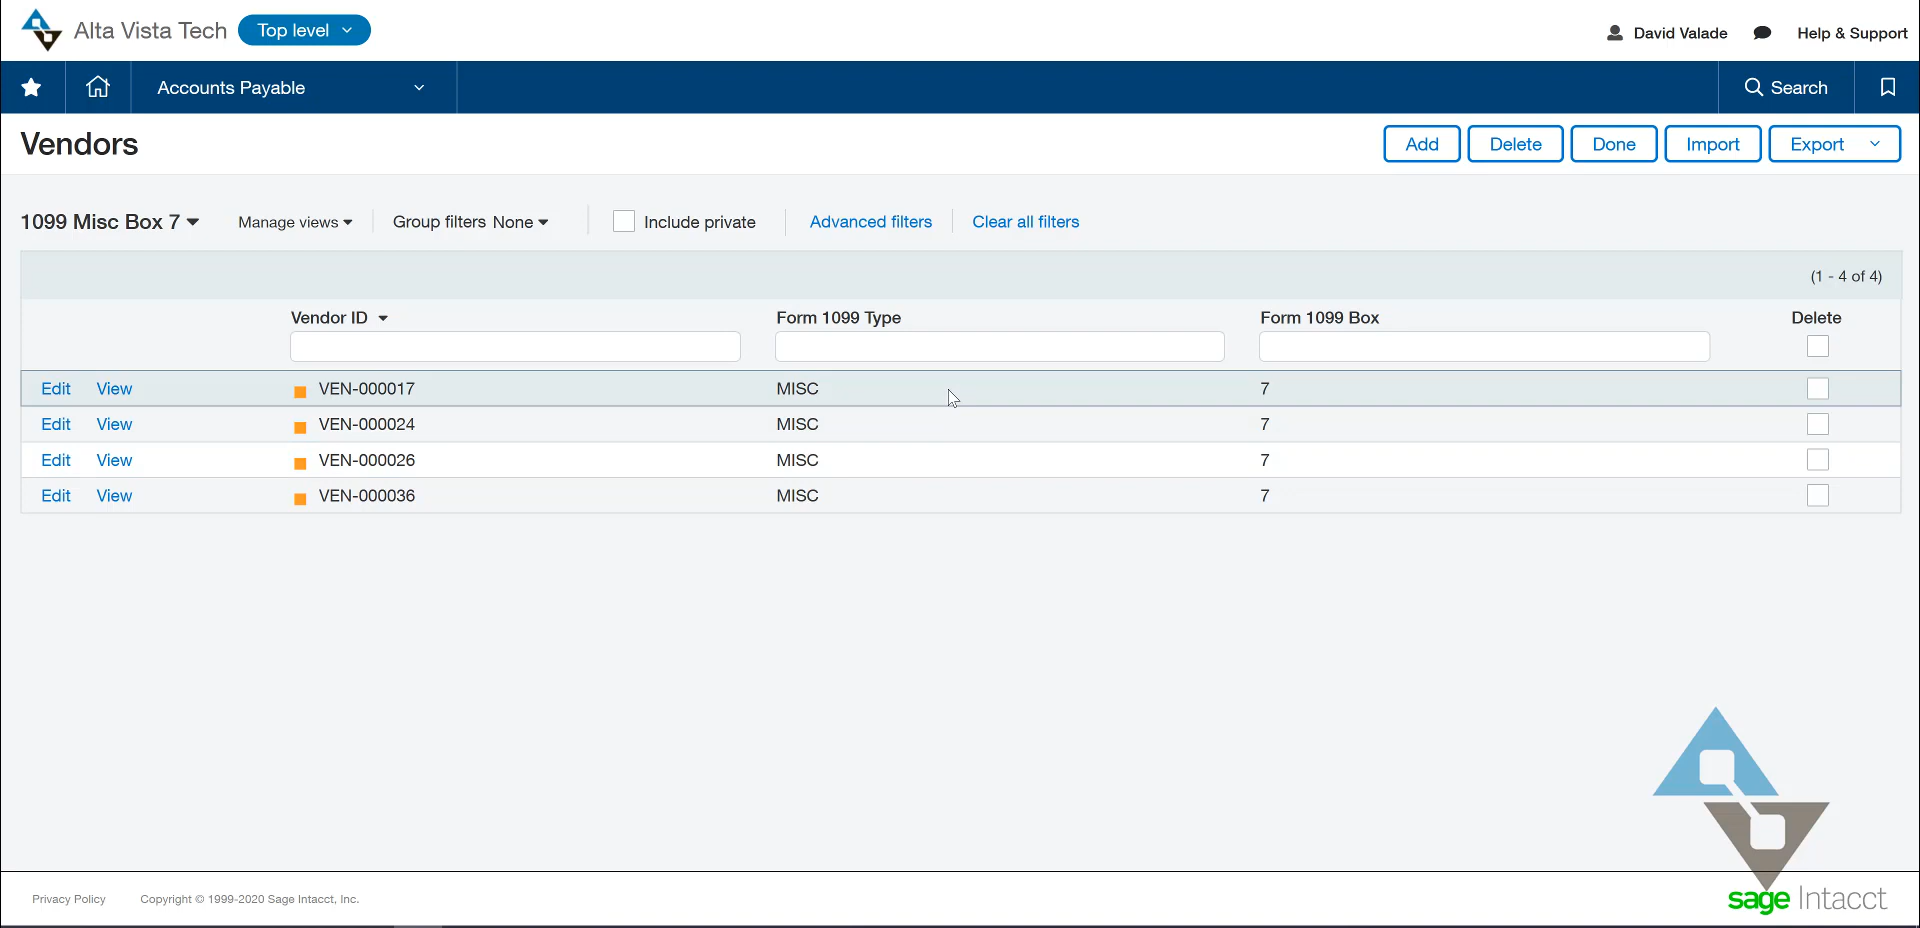 Alta Vista Tech Top level David Valade Help & Support
Accounts Payable Search
Vendors Add Delete Done Import Export
1099 Misc Box 7 Manage views Group filters None Include private Advanced filters Clear all filters
(1 - 4 of 4)
Vendor ID Form 1099 Type Form 1099 Box Delete
Edit View VEN-000017 MISC 7
Edit View VEN-000024 MISC 7
Edit View VEN-000026 MISC 7
Edit View VEN-000036 MISC 7
Privacy Policy Copyright © 1999-2020 Sage Intacct, Inc. sage Intacct